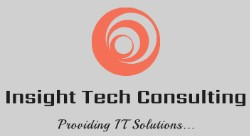 Insight Tech Consulting
Providing IT Solutions...